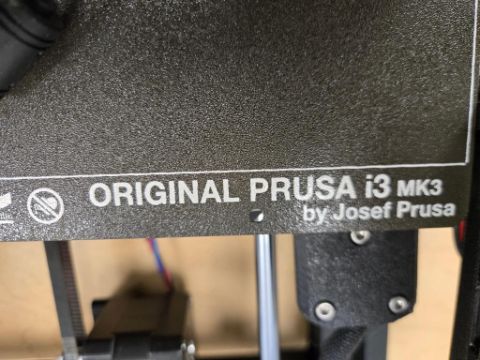 ORIGINAL PRUSA i3 MK3
by Josef Prusa